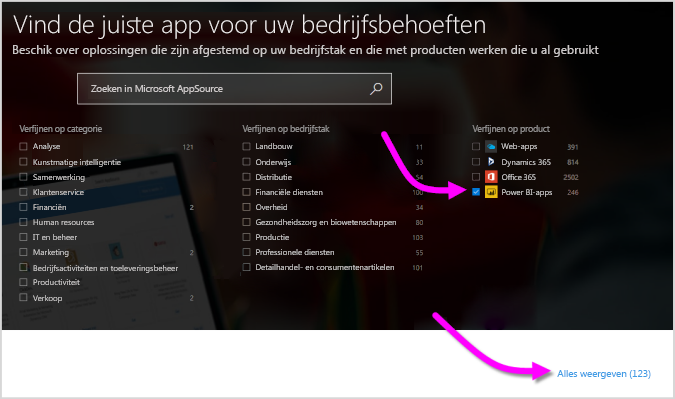 Vind de juiste app voor uw bedrijfsbehoeften
Beschik over oplossingen die zijn afgestemd op uw bedrijfstak en die met producten werken die u al gebruikt
Zoeken in Microsoft AppSource
Verfijnen op categorie
Analyse 121
Kunstmatige intelligentie
Samenwerking
Klantenservice
Financiën 2
Human resources
IT en beheer
Marketing 2
Bedrijfsactiviteiten en toeleveringsbeheer
Productiviteit
Verkoop 2
Verfijnen op bedrijfstak
Landbouw 11
Onderwijs 33
Distributie 54
Financiële diensten 100
Overheid 34
Gezondheidszorg en biowetenschappen 80
Productie 103
Professionele diensten 55
Detailhandel- en consumentenartikelen 101
Verfijnen op product
Web-apps 391
Dynamics 365 814
Office 365 2502
Power BI-apps 246
Alles weergeven (123)